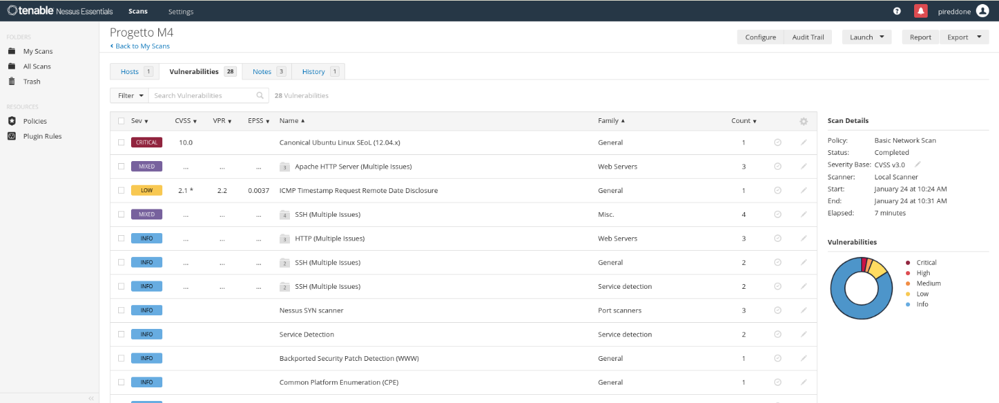 tenable Nessus Essentials Scans Settings pireddone
FOLDERS
My Scans
All Scans
Trash
RESOURCES
Policies
Plugin Rules
Progetto M4
Back to My Scans
Configure Audit Trail Launch Report Export
Hosts 1 Vulnerabilities 28 Notes 3 History 1
Filter Search Vulnerabilities 28 Vulnerabilities
Sev CVSS VPR EPSS Name Family Count
CRITICAL 10.0 Canonical Ubuntu Linux SEoL (12.04.x) General 1
MIXED ... ... ... 3 Apache HTTP Server (Multiple Issues) Web Servers 3
LOW 2.1 * 2.2 0.0037 ICMP Timestamp Request Remote Date Disclosure General 1
MIXED ... ... ... 4 SSH (Multiple Issues) Misc. 4
INFO ... ... ... 3 HTTP (Multiple Issues) Web Servers 3
INFO ... ... ... 2 SSH (Multiple Issues) General 2
INFO ... ... ... 2 SSH (Multiple Issues) Service detection 2
INFO Nessus SYN scanner Port scanners 3
INFO Service Detection Service detection 2
INFO Backported Security Patch Detection (WWW) General 1
INFO Common Platform Enumeration (CPE) General 1
Scan Details
Policy: Basic Network Scan
Status: Completed
Severity Base: CVSS v3.0
Scanner: Local Scanner
Start: January 24 at 10:24 AM
End: January 24 at 10:31 AM
Elapsed: 7 minutes
Vulnerabilities
Critical
High
Medium
Low
Info